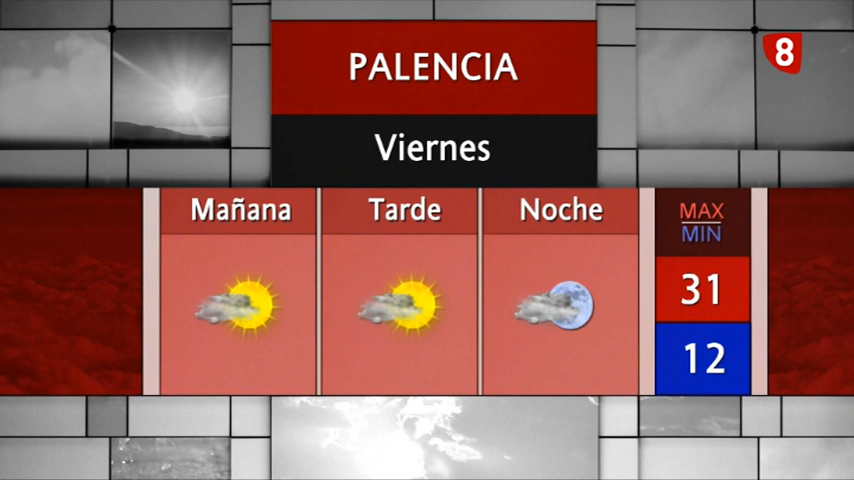 PALENCIA
8
Viernes
Mañana
Tarde
Noche
MAX
MIN
31
12